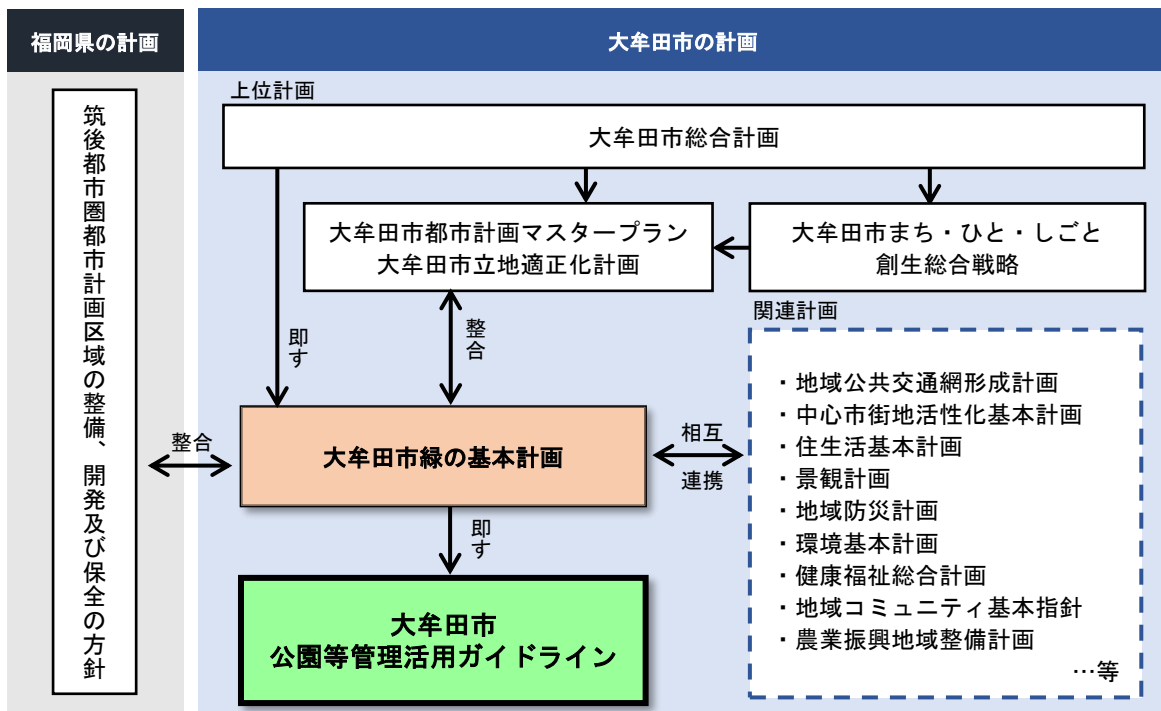 福岡県の計画
大牟田市の計画
筑後都市圏都市計画区域の整備、開発及び保全の方針
上位計画
大牟田市総合計画
大牟田市都市計画マスタープラン
大牟田市立地適正化計画
大牟田市まち・ひと・しごと
創生総合戦略
即す
整合
関連計画
・地域公共交通網形成計画
・中心市街地活性化基本計画
・住生活基本計画
・景観計画
・地域防災計画
・環境基本計画
・健康福祉総合計画
・地域コミュニティ基本指針
・農業振興地域整備計画
…等
整合
大牟田市緑の基本計画
相互
連携
即す
大牟田市
公園等管理活用ガイドライン